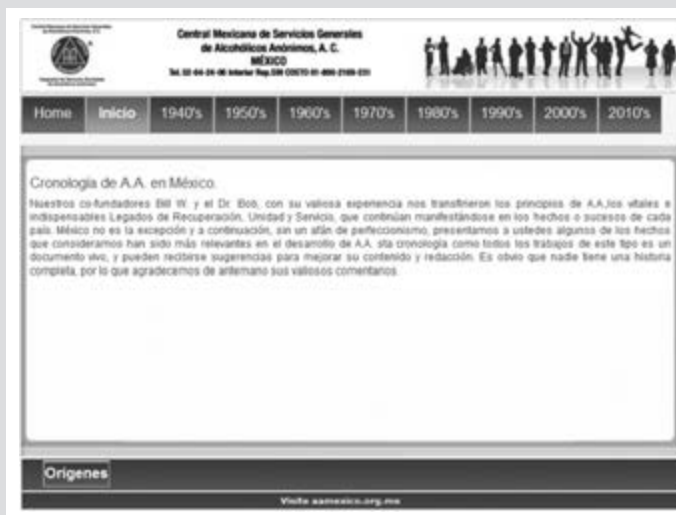 Central Mexicana de Servicios Generales
de Alcohólicos Anónimos, A. C.
MÉXICO
Home Inicio 1940's 1950's 1960's 1970's 1980's 1990's 2000's 2010's
Cronología de A.A. en México.
Nuestros co-fundadores Bill W. y el Dr. Bob, con su valiosa experiencia nos transfirieron los principios de A.A,los vitales e
indispensables Legados de Recuperación, Unidad y Servicio, que continúan manifestándose en los hechos o sucesos de cada
país. México no es la excepción y a continuación, sin un afán de perfeccionismo, presentamos a ustedes algunos de los hechos
que consideramos han sido más relevantes en el desarrollo de A.A. sta cronología como todos los trabajos de este tipo es un
documento vivo, y pueden recibirse sugerencias para mejorar su contenido y redacción. Es obvio que nadie tiene una historia
completa, por lo que agradecemos de antemano sus valiosos comentarios.
Orígenes
Visite aamexico.org.mx